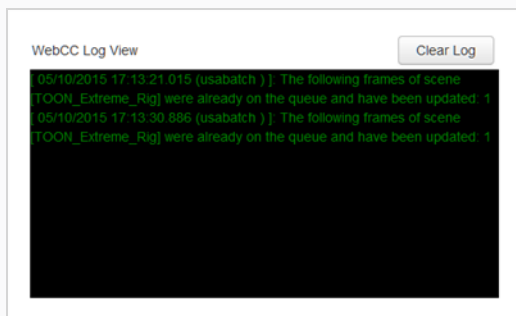 WebCC Log View
Clear Log
[ 05/10/2015 17:13:21.015 (usabatch ) ]: The following frames of scene
[TOON_Extreme_Rig] were already on the queue and have been updated: 1
[ 05/10/2015 17:13:30.886 (usabatch ) ]: The following frames of scene
[TOON_Extreme_Rig] were already on the queue and have been updated: 1